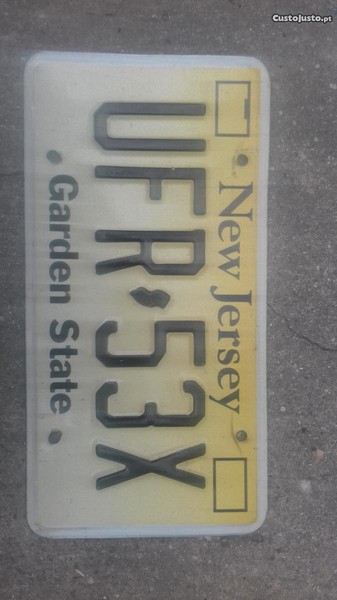 CustoJusto.pt
New Jersey
UFR 53X
Garden State